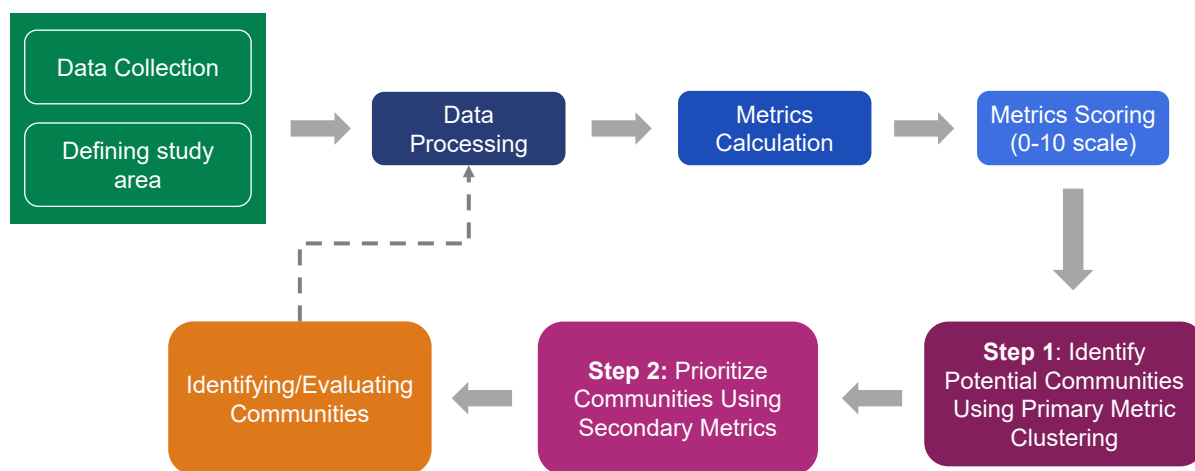 Data Collection
Defining study
area
Data
Processing
Metrics
Calculation
Metrics Scoring
(0-10 scale)
Identifying/Evaluating
Communities
Step 2: Prioritize
Communities Using
Secondary Metrics
Step 1: Identify
Potential Communities
Using Primary Metric
Clustering